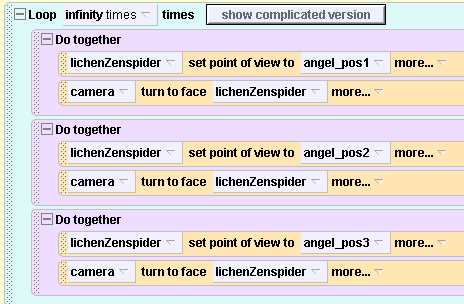 Loop infinity times times show complicated version
Do together
lichenZenspider set point of view to angel_pos1 more...
camera turn to face lichenZenspider more...
Do together
lichenZenspider set point of view to angel_pos2 more...
camera turn to face lichenZenspider more...
Do together
lichenZenspider set point of view to angel_pos3 more...
camera turn to face lichenZenspider more...